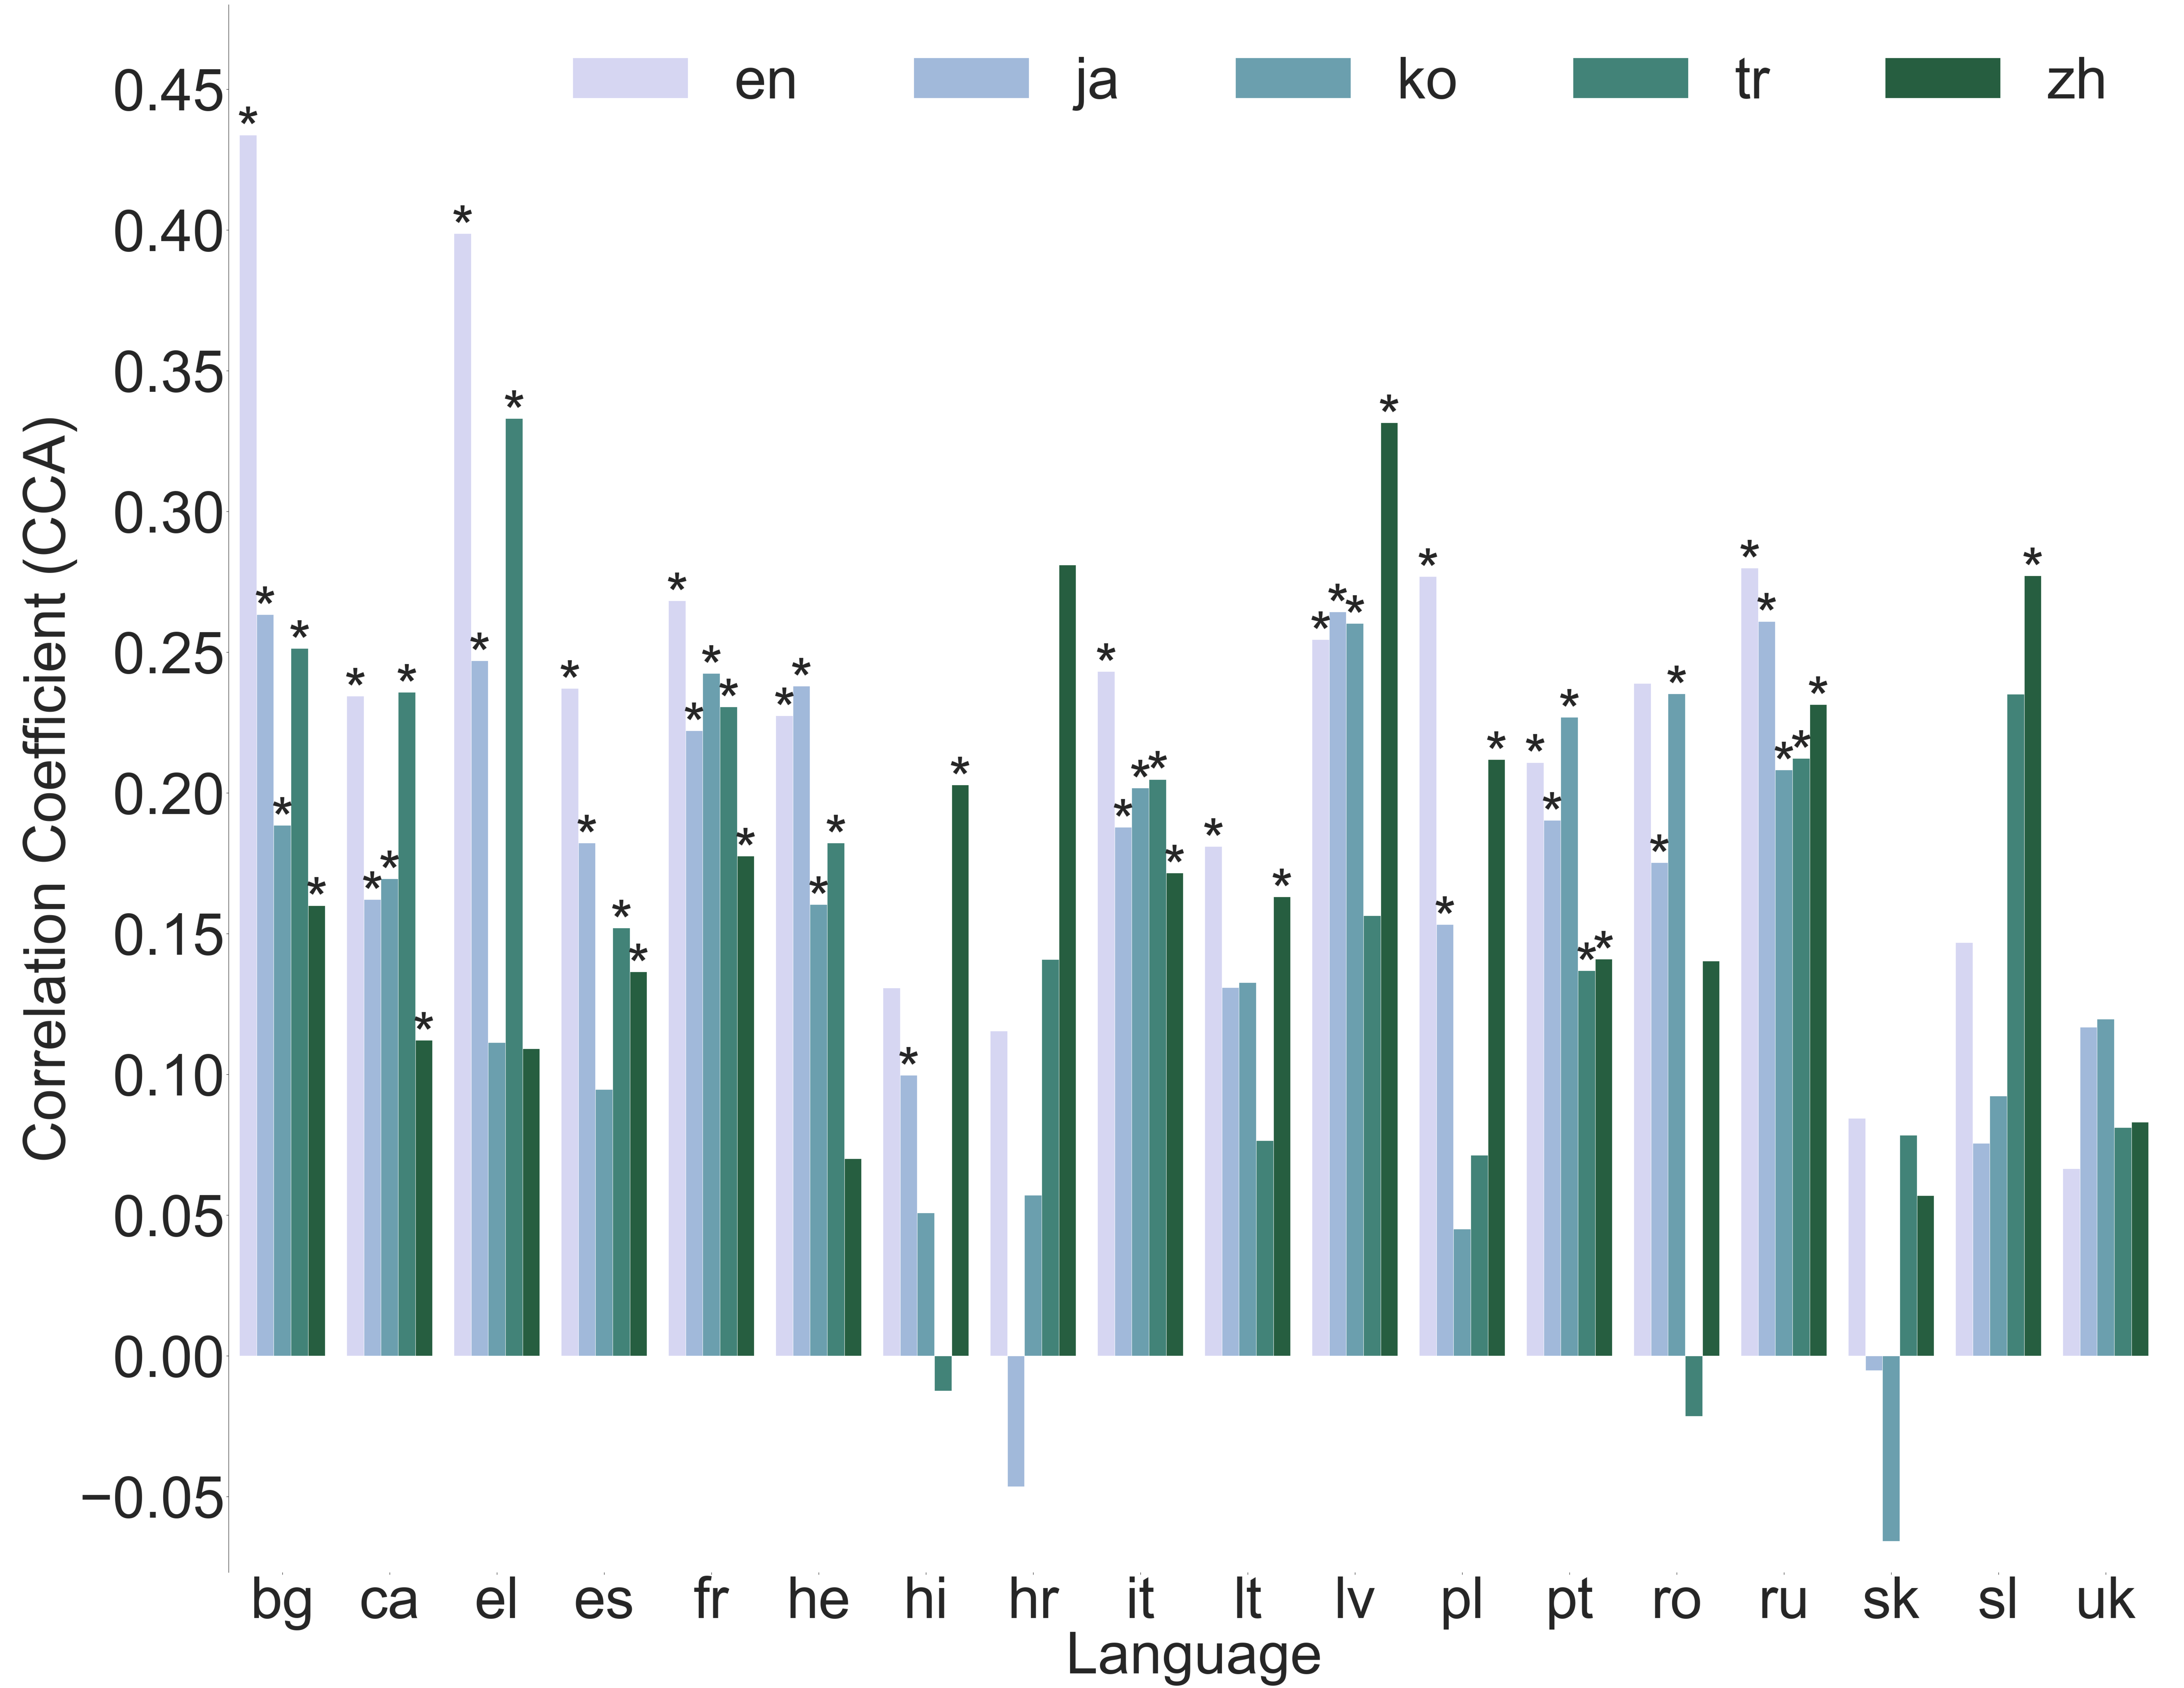 en ja ko tr zh
0.45
0.40
0.35
0.30
0.25
0.20
0.15
0.10
0.05
0.00
−0.05
Correlation Coefficient (CCA)
bg ca el es fr he hi hr it lt lv pl pt ro ru sk sl uk
Language